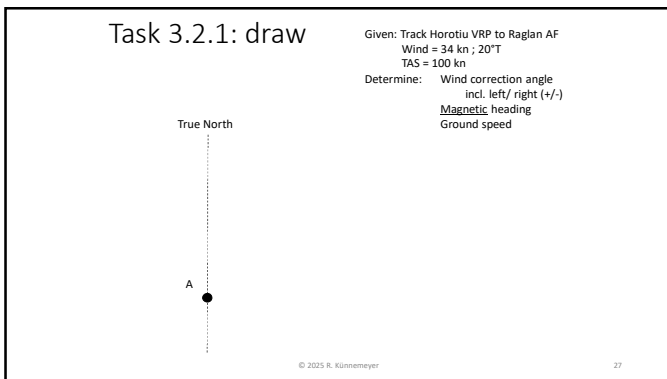 Task 3.2.1: draw
Given: Track Horotiu VRP to Raglan AF
Wind = 34 kn ; 20°T
TAS = 100 kn
Determine: Wind correction angle
incl. left/ right (+/-)
Magnetic heading
Ground speed
True North
A
© 2025 R. Künnemeyer
27